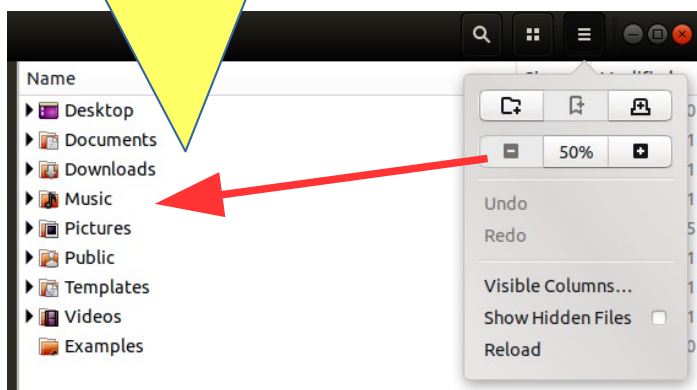 Name
Desktop
Documents
Downloads
Music
Pictures
Public
Templates
Videos
Examples
50%
Undo
Redo
Visible Columns...
Show Hidden Files
Reload